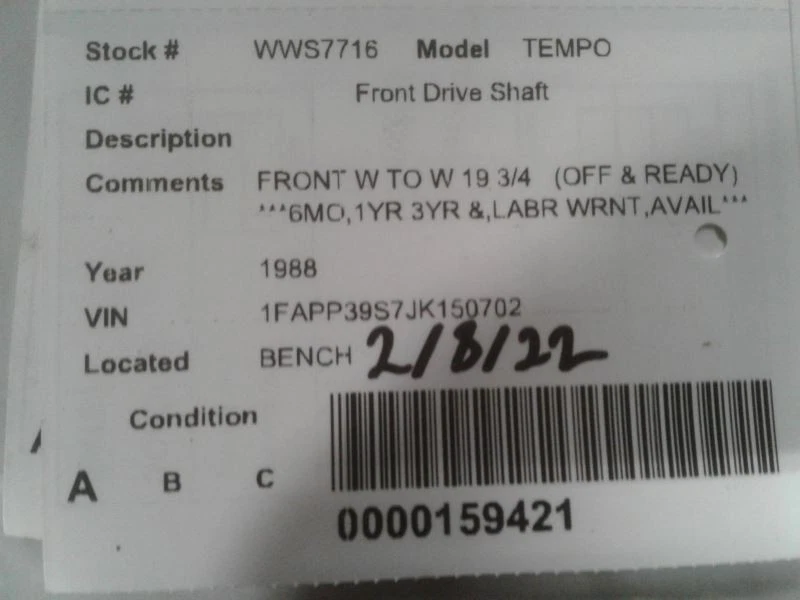 Stock # WWS7716 Model TEMPO
IC # Front Drive Shaft
Description
Comments FRONT W TO W 19 3/4 (OFF & READY)
***6MO,1YR 3YR &,LABR WRNT,AVAIL***
Year 1988
VIN 1FAPP39S7JK150702
Located BENCH 2/8/22
Condition
A B C
0000159421